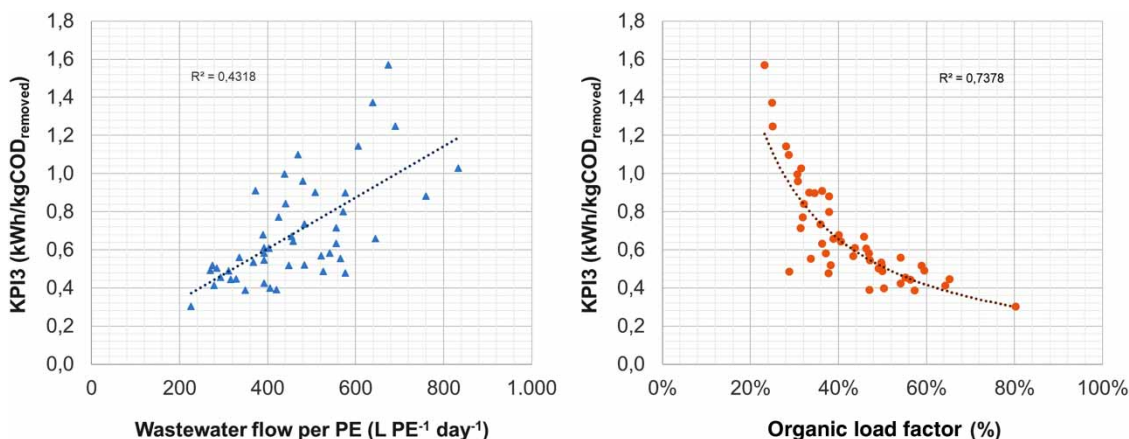 KPI3 (kWh/kgCODremoved)
1,8
1,6
1,4
1,2
1,0
0,8
0,6
0,4
0,2
0,0
R² = 0,4318
0 200 400 600 800 1.000
Wastewater flow per PE (L PE⁻¹ day⁻¹)
KPI3 (kWh/kgCODremoved)
1,8
1,6
1,4
1,2
1,0
0,8
0,6
0,4
0,2
0,0
R² = 0,7378
0% 20% 40% 60% 80% 100%
Organic load factor (%)